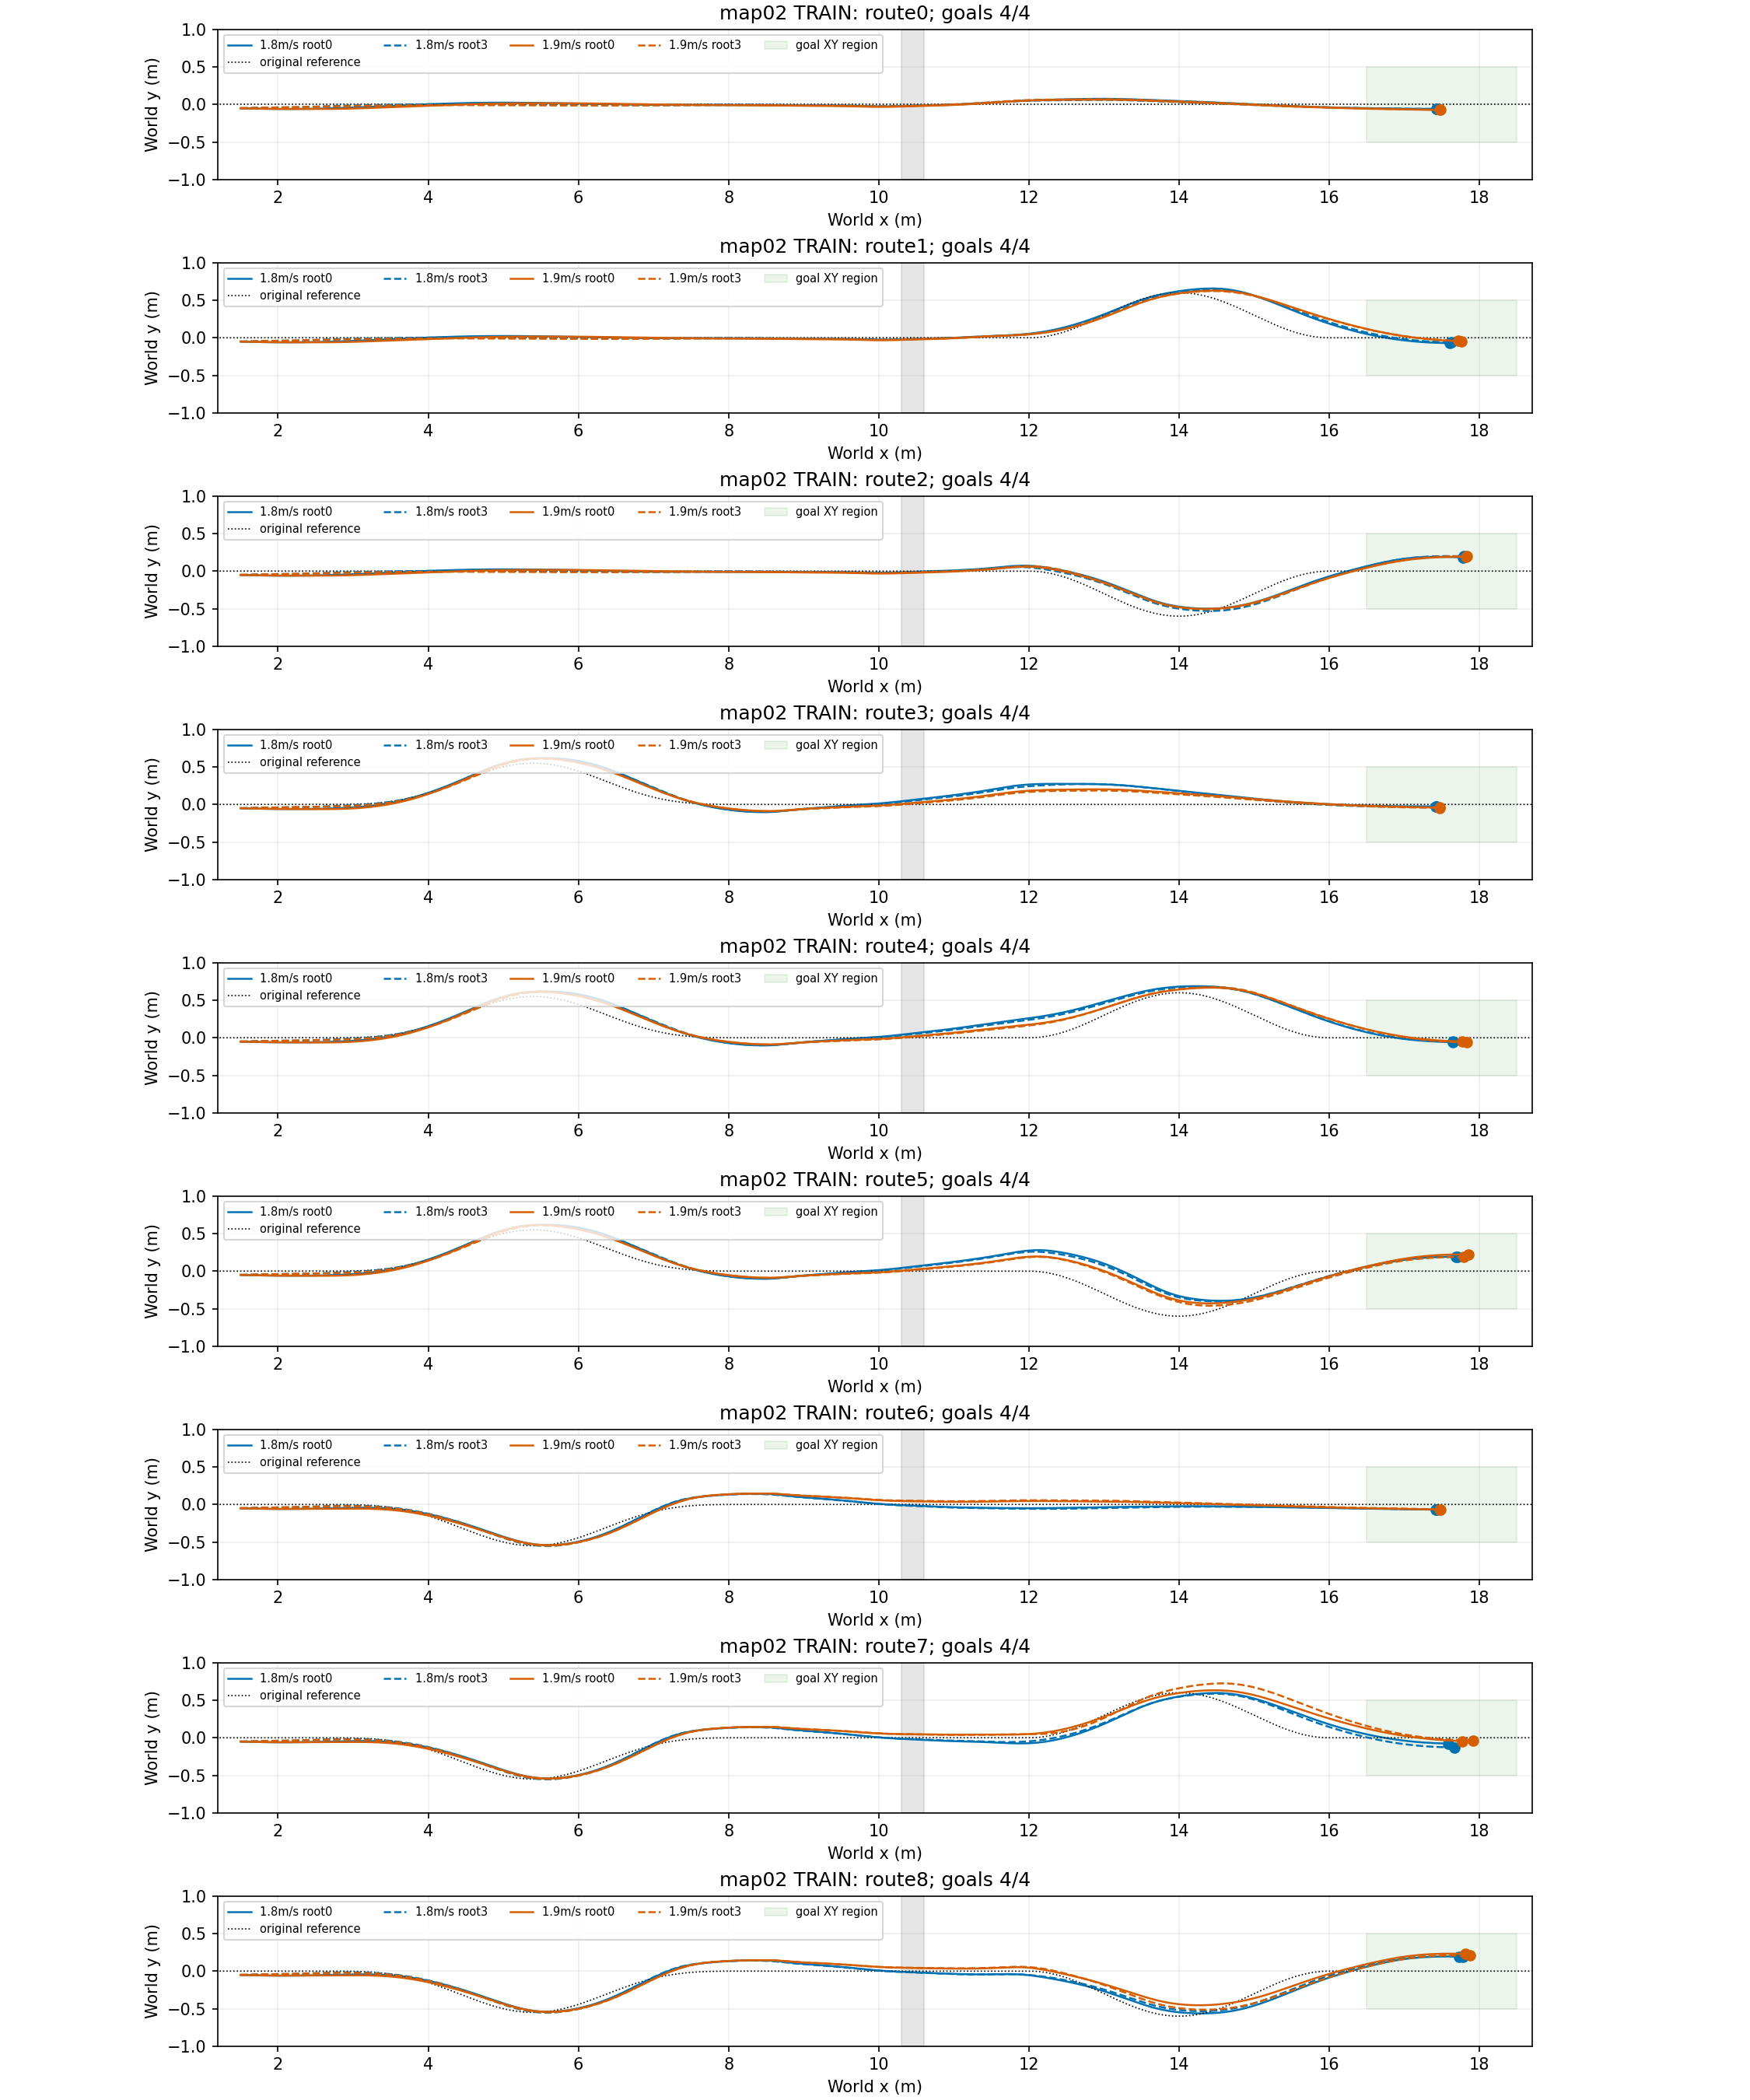 map02 TRAIN: route0; goals 4/4
1.0
0.5
0.0
−0.5
−1.0
World y (m)
1.8m/s root0 1.8m/s root3 1.9m/s root0 1.9m/s root3 goal XY region
original reference
2 4 6 8 10 12 14 16 18
World x (m)
map02 TRAIN: route1; goals 4/4
1.0
0.5
0.0
−0.5
−1.0
World y (m)
1.8m/s root0 1.8m/s root3 1.9m/s root0 1.9m/s root3 goal XY region
original reference
2 4 6 8 10 12 14 16 18
World x (m)
map02 TRAIN: route2; goals 4/4
1.0
0.5
0.0
−0.5
−1.0
World y (m)
1.8m/s root0 1.8m/s root3 1.9m/s root0 1.9m/s root3 goal XY region
original reference
2 4 6 8 10 12 14 16 18
World x (m)
map02 TRAIN: route3; goals 4/4
1.0
0.5
0.0
−0.5
−1.0
World y (m)
1.8m/s root0 1.8m/s root3 1.9m/s root0 1.9m/s root3 goal XY region
original reference
2 4 6 8 10 12 14 16 18
World x (m)
map02 TRAIN: route4; goals 4/4
1.0
0.5
0.0
−0.5
−1.0
World y (m)
1.8m/s root0 1.8m/s root3 1.9m/s root0 1.9m/s root3 goal XY region
original reference
2 4 6 8 10 12 14 16 18
World x (m)
map02 TRAIN: route5; goals 4/4
1.0
0.5
0.0
−0.5
−1.0
World y (m)
1.8m/s root0 1.8m/s root3 1.9m/s root0 1.9m/s root3 goal XY region
original reference
2 4 6 8 10 12 14 16 18
World x (m)
map02 TRAIN: route6; goals 4/4
1.0
0.5
0.0
−0.5
−1.0
World y (m)
1.8m/s root0 1.8m/s root3 1.9m/s root0 1.9m/s root3 goal XY region
original reference
2 4 6 8 10 12 14 16 18
World x (m)
map02 TRAIN: route7; goals 4/4
1.0
0.5
0.0
−0.5
−1.0
World y (m)
1.8m/s root0 1.8m/s root3 1.9m/s root0 1.9m/s root3 goal XY region
original reference
2 4 6 8 10 12 14 16 18
World x (m)
map02 TRAIN: route8; goals 4/4
1.0
0.5
0.0
−0.5
−1.0
World y (m)
1.8m/s root0 1.8m/s root3 1.9m/s root0 1.9m/s root3 goal XY region
original reference
2 4 6 8 10 12 14 16 18
World x (m)